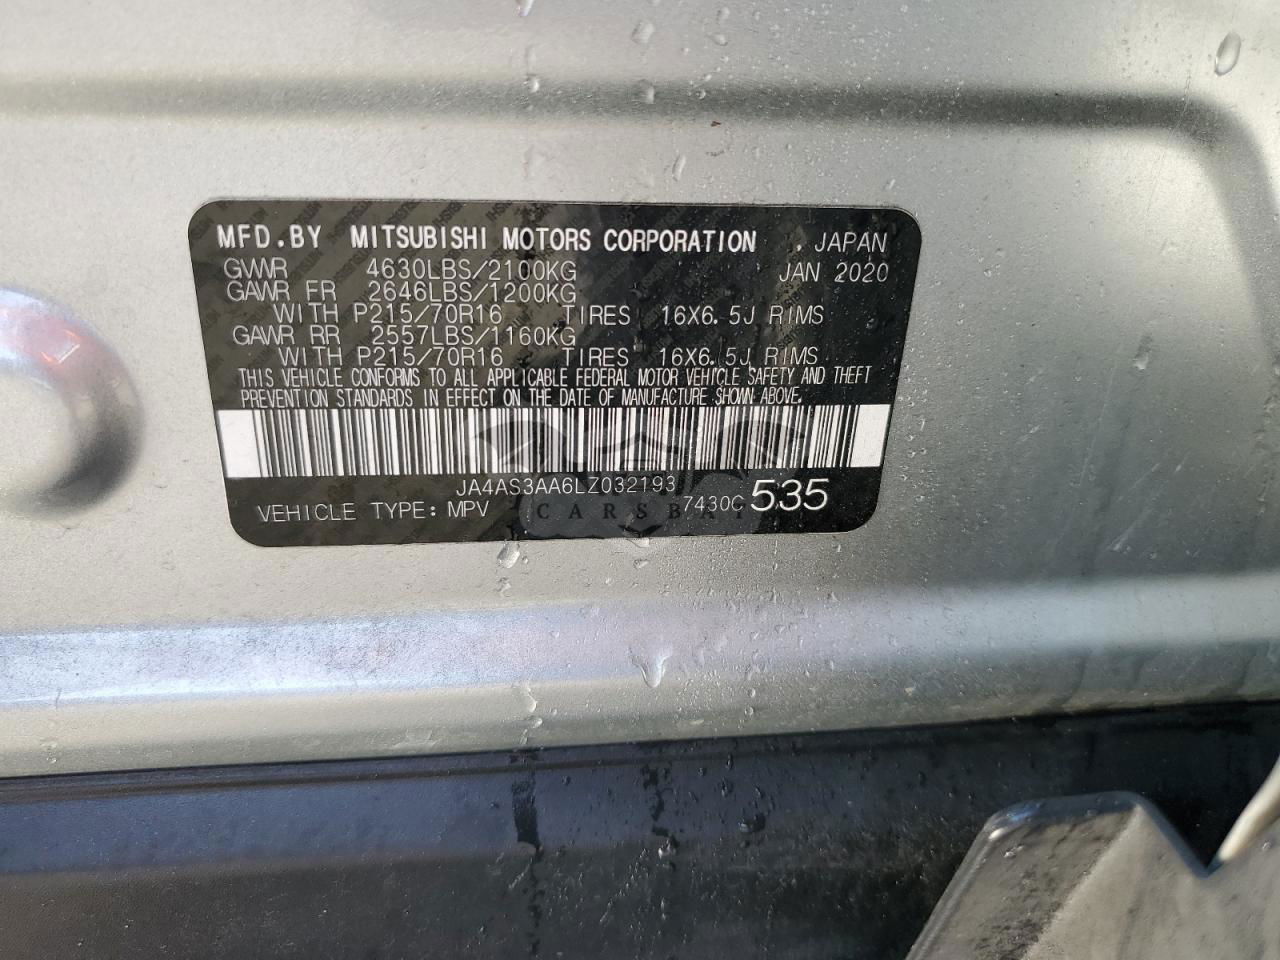 MFD.BY MITSUBISHI MOTORS CORPORATION , JAPAN
GVWR 4630LBS/2100KG JAN 2020
GAWR FR 2646LBS/1200KG
WITH P215/70R16 TIRES 16X6.5J RIMS
GAWR RR 2557LBS/1160KG
WITH P215/70R16 TIRES 16X6.5J RIMS
THIS VEHICLE CONFORMS TO ALL APPLICABLE FEDERAL MOTOR VEHICLE SAFETY AND THEFT
PREVENTION STANDARDS IN EFFECT ON THE DATE OF MANUFACTURE SHOWN ABOVE.
JA4AS3AA6LZ032193
VEHICLE TYPE: MPV 7430C 535
CARSBAT